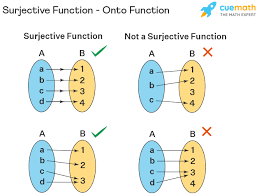 Surjective Function - Onto Function
cuemath
THE MATH EXPERT
Surjective Function
Not a Surjective Function
A B
a 1
b 2
c 3
d 4
A B
a 1
b 2
c 3
d 4
A B
a 1
b 2
c 3
d
A B
a 1
b 2
c 3
4